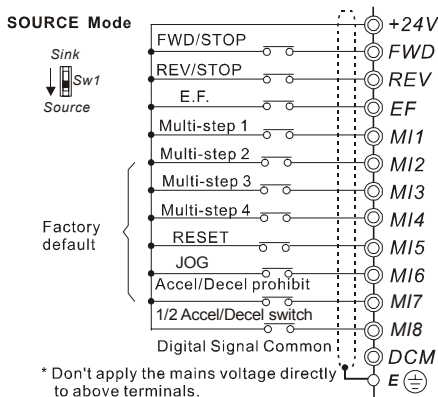 SOURCE Mode
Sink
Sw1
Source
+24V
FWD/STOP
FWD
REV/STOP
REV
E.F.
EF
Multi-step 1
MI1
Multi-step 2
MI2
Multi-step 3
MI3
Multi-step 4
MI4
Factory
default
RESET
MI5
JOG
MI6
Accel/Decel prohibit
MI7
1/2 Accel/Decel switch
MI8
Digital Signal Common
DCM
* Don't apply the mains voltage directly
to above terminals.
E